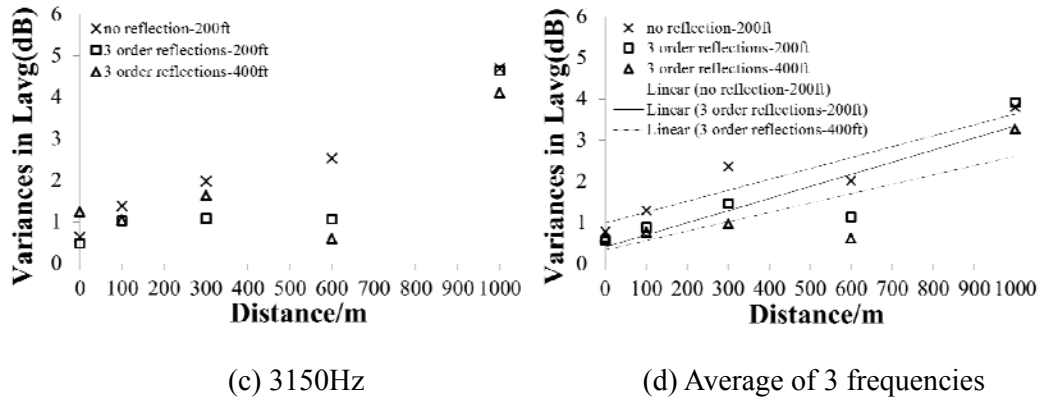 Variances in Lavg(dB)
6
5
4
3
2
1
0
no reflection-200ft
3 order reflections-200ft
3 order reflections-400ft
0 100 200 300 400 500 600 700 800 900 1000
Distance/m
(c) 3150Hz
Variances in Lavg(dB)
6
5
4
3
2
1
0
no reflection-200ft
3 order reflections-200ft
3 order reflections-400ft
Linear (no reflection-200ft)
Linear (3 order reflections-200ft)
Linear (3 order reflections-400ft)
0 100 200 300 400 500 600 700 800 900 1000
Distance/m
(d) Average of 3 frequencies